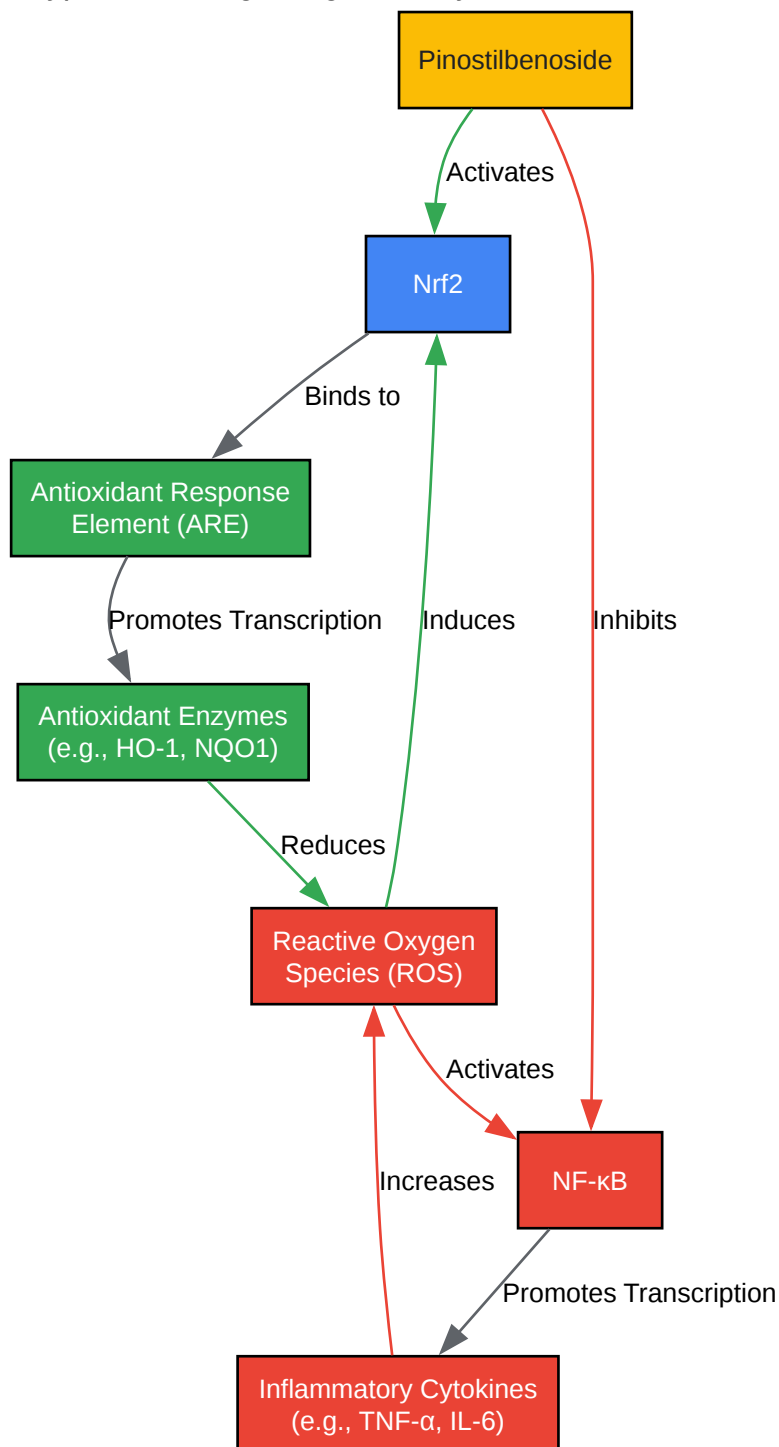 Pinostilbenoside
Activates
Nrf2
Binds to
Antioxidant Response
Element (ARE)
Promotes Transcription
Induces
Inhibits
Antioxidant Enzymes
(e.g., HO-1, NQO1)
Reduces
Reactive Oxygen
Species (ROS)
Activates
Increases
NF-κB
Promotes Transcription
Inflammatory Cytokines
(e.g., TNF-α, IL-6)